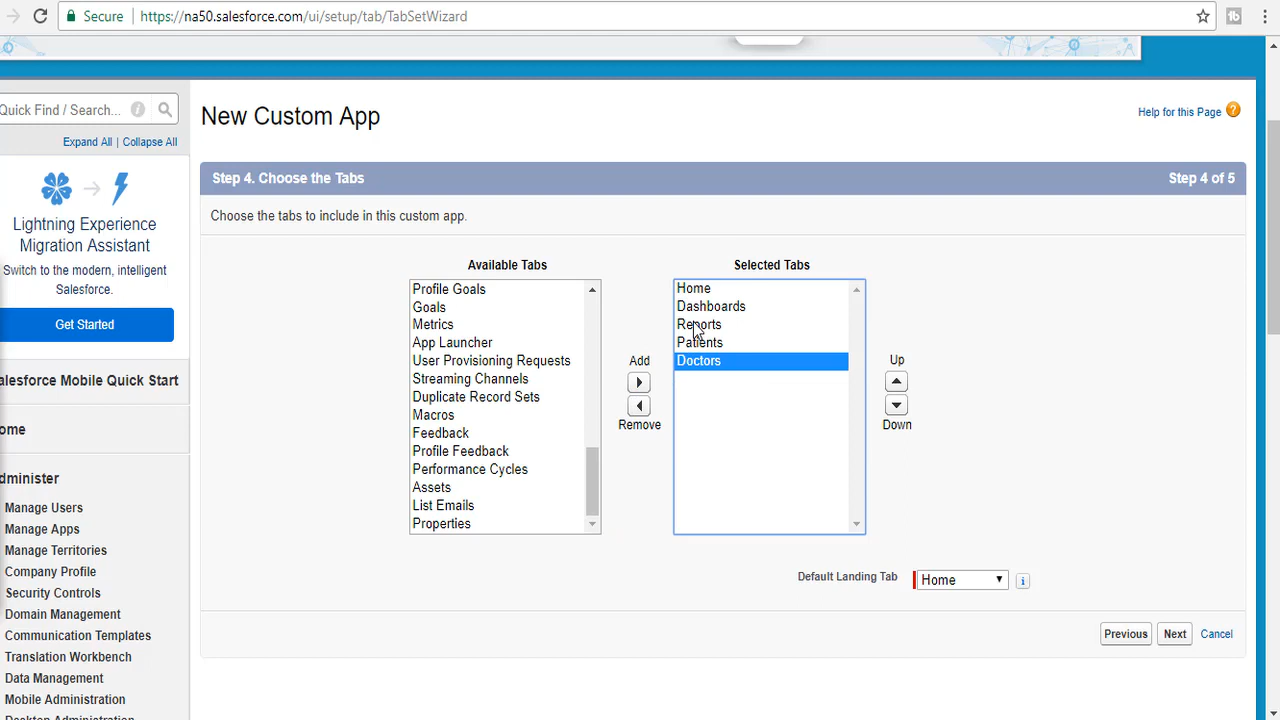 Secure
https://na50.salesforce.com/ui/setup/tab/TabSetWizard
Quick Find / Search...
Expand All | Collapse All
Lightning Experience
Migration Assistant
Switch to the modern, intelligent
Salesforce.
Get Started
alesforce Mobile Quick Start
ome
dminister
Manage Users
Manage Apps
Manage Territories
Company Profile
Security Controls
Domain Management
Communication Templates
Translation Workbench
Data Management
Mobile Administration
Desktop Administration
New Custom App
Help for this Page ?
Step 4. Choose the Tabs
Step 4 of 5
Choose the tabs to include in this custom app.
Available Tabs
Profile Goals
Goals
Metrics
App Launcher
User Provisioning Requests
Streaming Channels
Duplicate Record Sets
Macros
Feedback
Profile Feedback
Performance Cycles
Assets
List Emails
Properties
Add
Remove
Selected Tabs
Home
Dashboards
Reports
Patients
Doctors
Up
Down
Default Landing Tab
Home
Previous
Next
Cancel